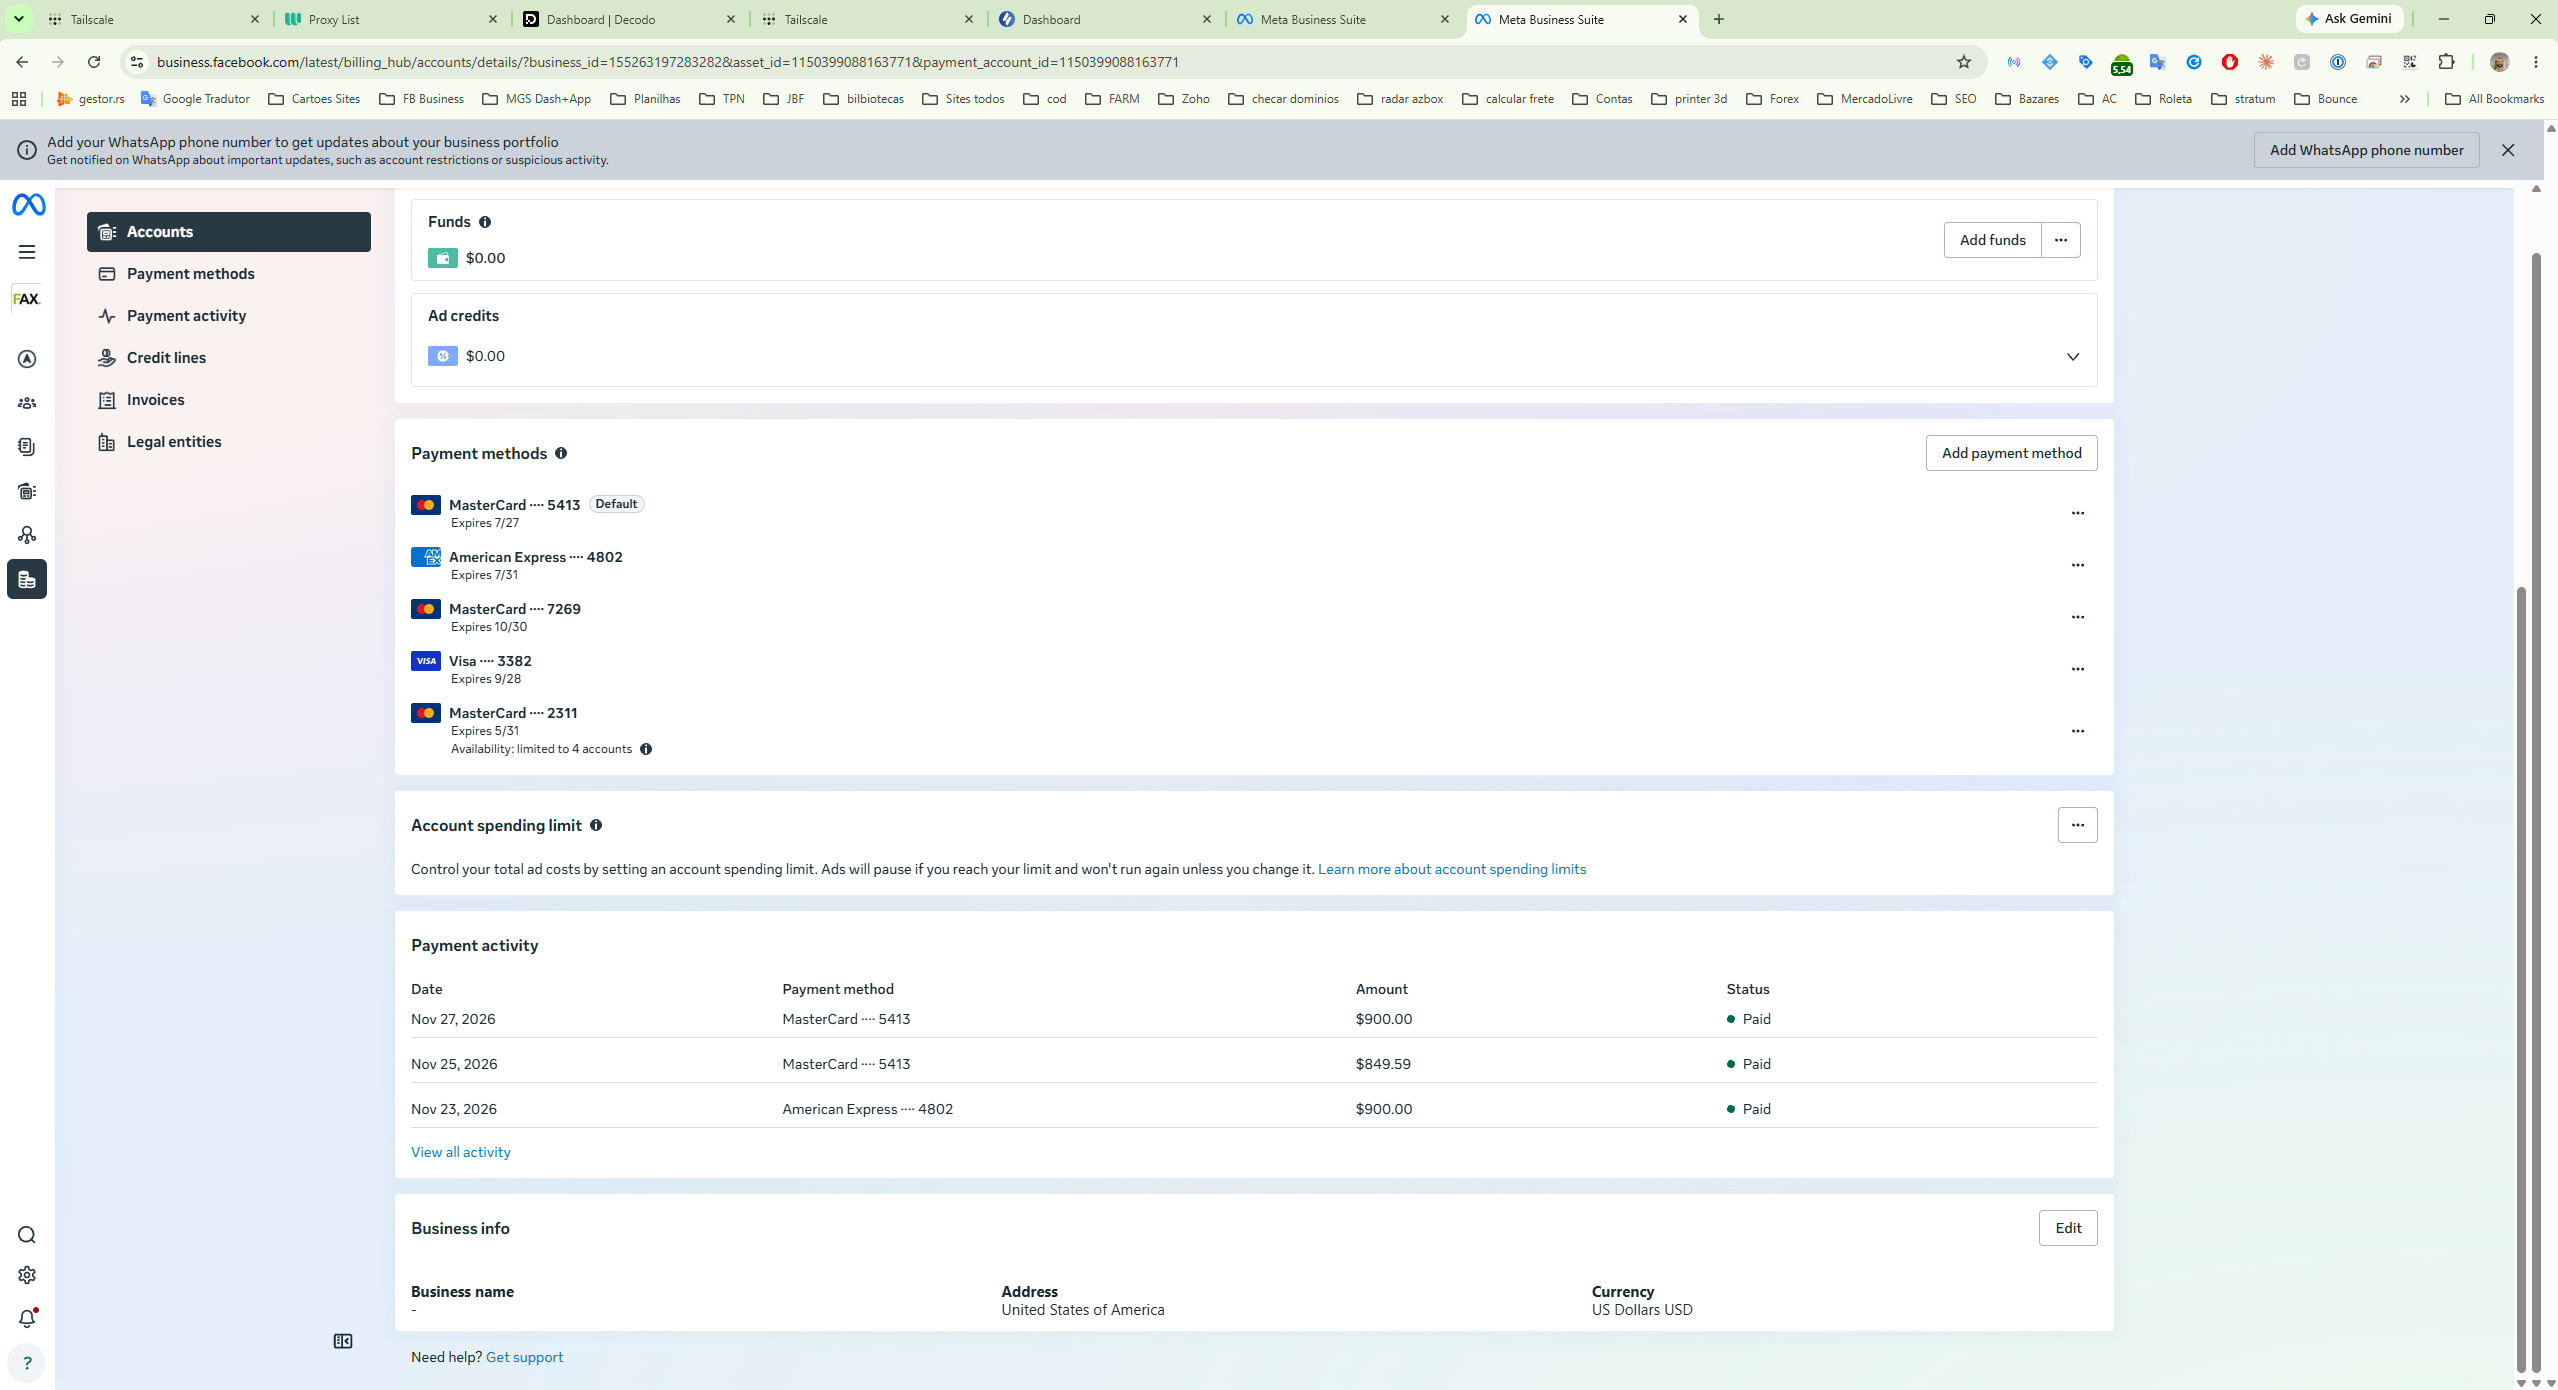 Tailscale
Proxy List
Dashboard | Decodo
Tailscale
Dashboard
Meta Business Suite
Meta Business Suite
Ask Gemini
business.facebook.com/latest/billing_hub/accounts/details/?business_id=155263197283282&asset_id=1150399088163771&payment_account_id=1150399088163771
5,54
gestor.rs
Google Tradutor
Cartoes Sites
FB Business
MGS Dash+App
Planilhas
TPN
JBF
bilbiotecas
Sites todos
cod
FARM
Zoho
checar dominios
radar azbox
calcular frete
Contas
printer 3d
Forex
MercadoLivre
SEO
Bazares
AC
Roleta
stratum
Bounce
All Bookmarks
Add your WhatsApp phone number to get updates about your business portfolio
Get notified on WhatsApp about important updates, such as account restrictions or suspicious activity.
Add WhatsApp phone number
FAX.
Accounts
Payment methods
Payment activity
Credit lines
Invoices
Legal entities
Funds
$0.00
Add funds
Ad credits
$0.00
Payment methods
Add payment method
MasterCard ···· 5413 Default
Expires 7/27
AM EX
American Express ···· 4802
Expires 7/31
MasterCard ···· 7269
Expires 10/30
VISA
Visa ···· 3382
Expires 9/28
MasterCard ···· 2311
Expires 5/31
Availability: limited to 4 accounts
Account spending limit
Control your total ad costs by setting an account spending limit. Ads will pause if you reach your limit and won't run again unless you change it. Learn more about account spending limits
Payment activity
Date Payment method Amount Status
Nov 27, 2026 MasterCard ···· 5413 $900.00 Paid
Nov 25, 2026 MasterCard ···· 5413 $849.59 Paid
Nov 23, 2026 American Express ···· 4802 $900.00 Paid
View all activity
Business info
Edit
Business name Address Currency
- United States of America US Dollars USD
Need help? Get support